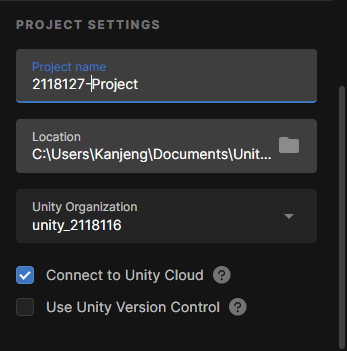 PROJECT SETTINGS
Project name
2118127-Project
Location
C:\Users\Kanjeng\Documents\Unit...
Unity Organization
unity_2118116
Connect to Unity Cloud ?
Use Unity Version Control ?